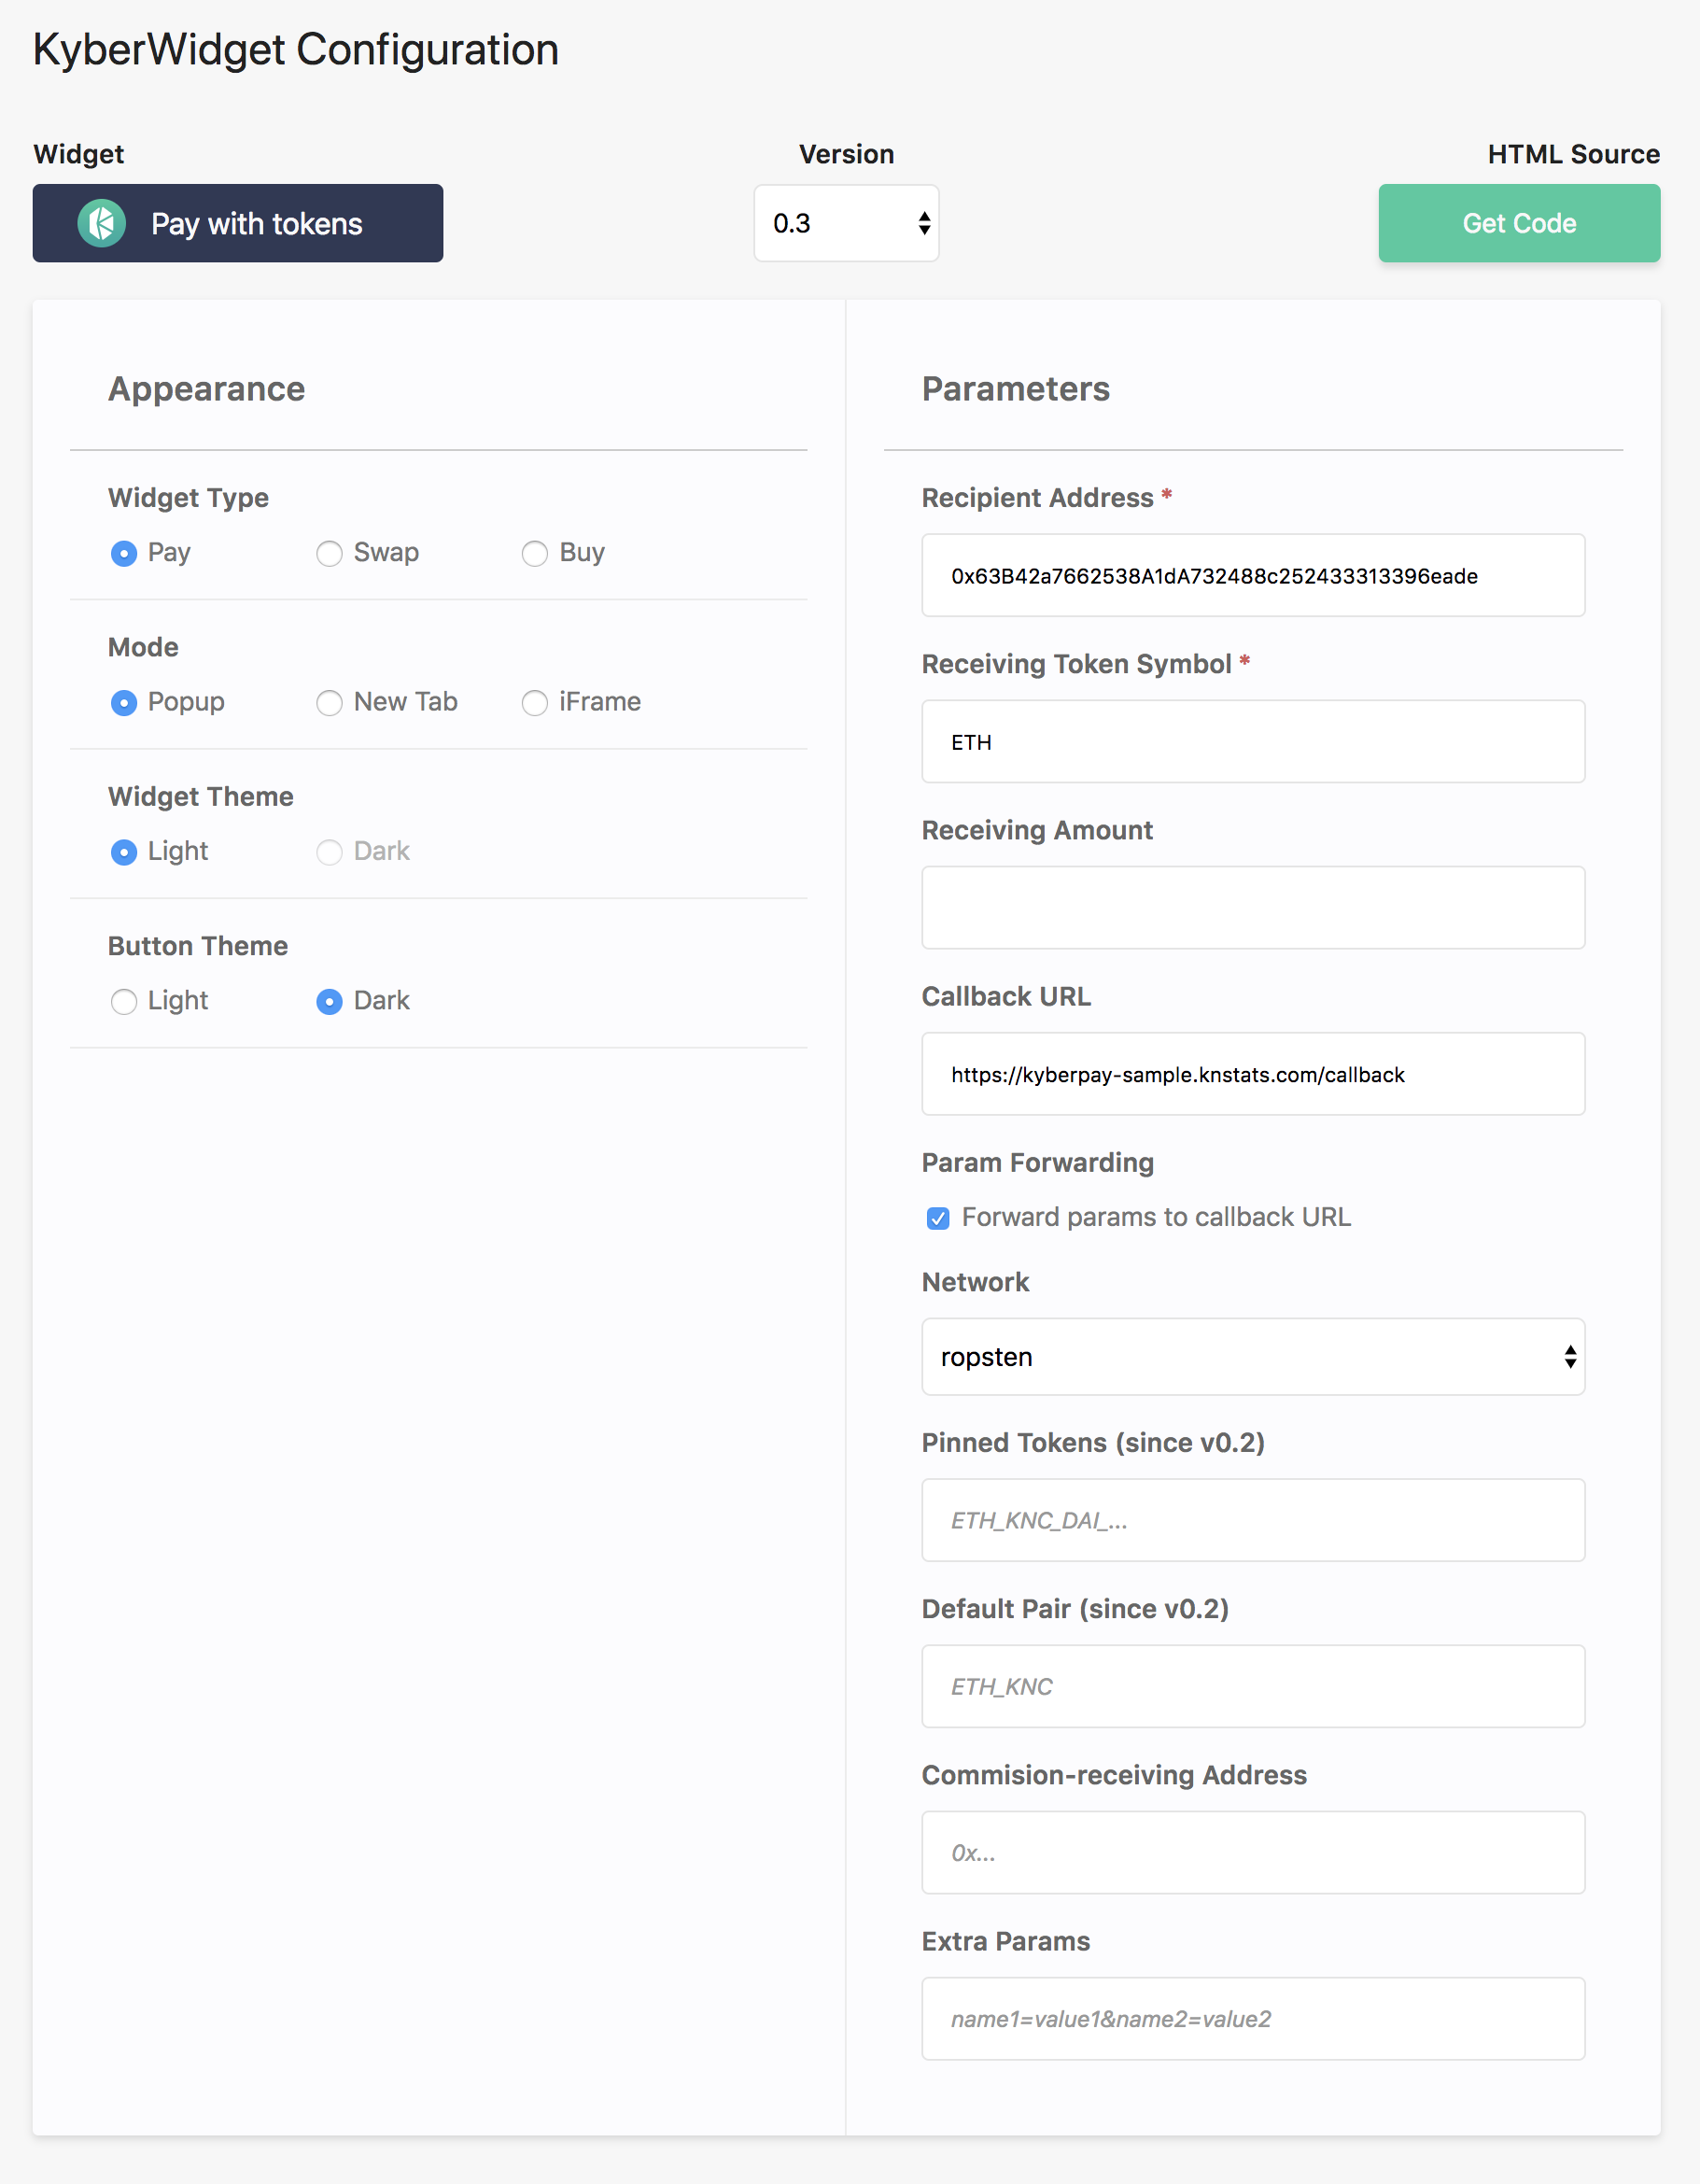 KyberWidget Configuration
Widget
Version
HTML Source
Pay with tokens
0.3
Get Code
Appearance
Widget Type
Pay
Swap
Buy
Mode
Popup
New Tab
iFrame
Widget Theme
Light
Dark
Button Theme
Light
Dark
Parameters
Recipient Address *
0x63B42a7662538A1dA732488c252433313396eade
Receiving Token Symbol *
ETH
Receiving Amount
Callback URL
https://kyberpay-sample.knstats.com/callback
Param Forwarding
Forward params to callback URL
Network
ropsten
Pinned Tokens (since v0.2)
ETH_KNC_DAI_...
Default Pair (since v0.2)
ETH_KNC
Commision-receiving Address
0x...
Extra Params
name1=value1&name2=value2